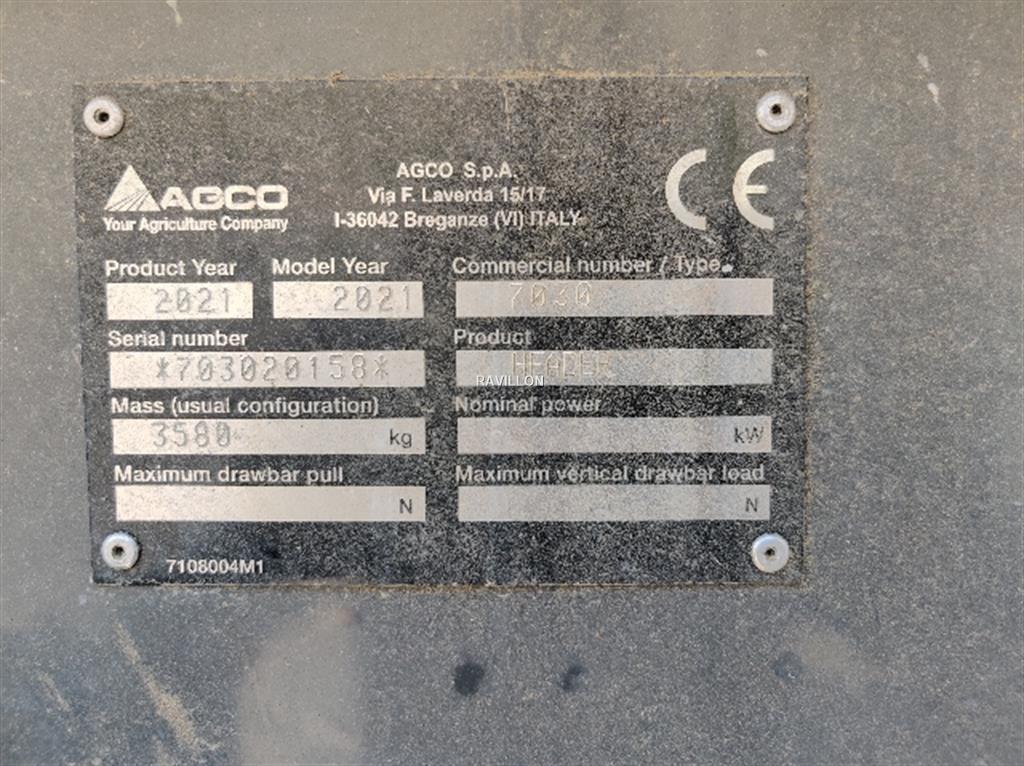 AGCO
Your Agriculture Company
AGCO S.p.A.
Via F. Laverda 15/17
I-36042 Breganze (VI) ITALY
CE
Product Year
2021
Model Year
2021
Commercial number / Type
7030
Serial number
*703020158*
Product
HEADER
RAVILLON
Mass (usual configuration)
3580 kg
Nominal power
kW
Maximum drawbar pull
N
Maximum vertical drawbar load
N
7108004M1